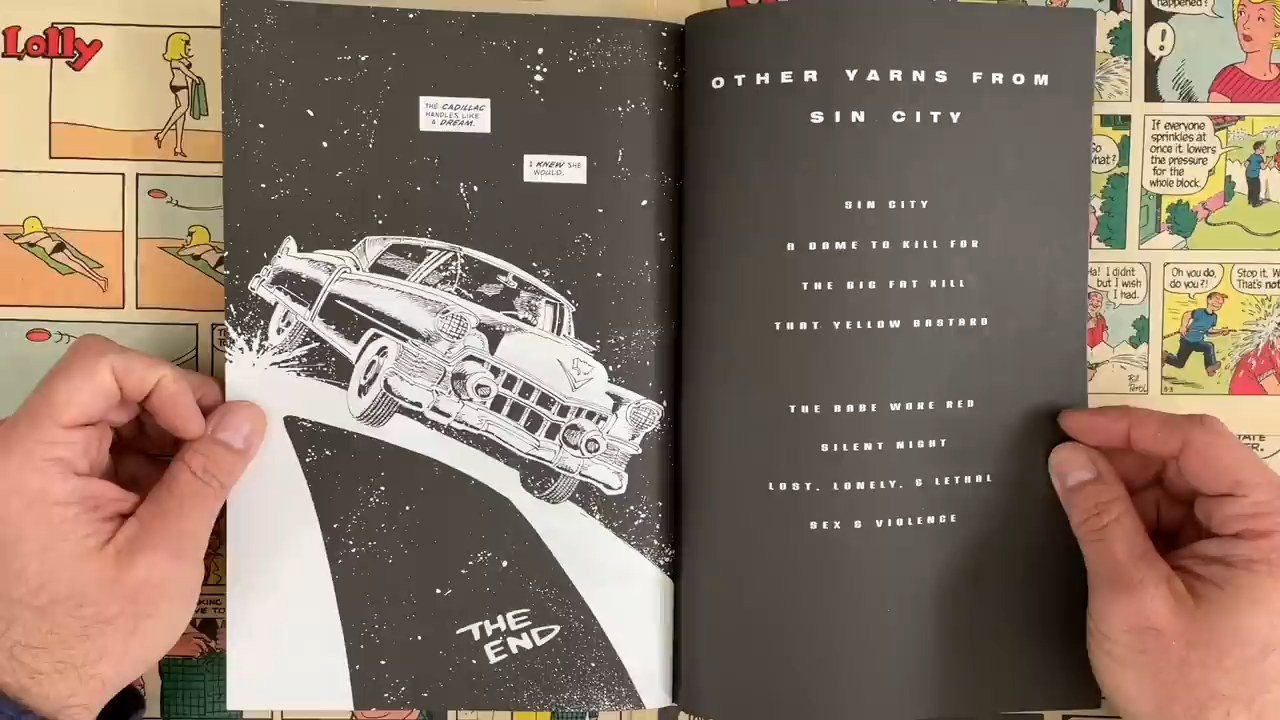 Lolly
THE CADILLAC
HANDLES LIKE
A DREAM.
I KNEW SHE
WOULD.
THE
END
OTHER YARNS FROM
SIN CITY
SIN CITY
A DAME TO KILL FOR
THE BIG FAT KILL
THAT YELLOW BASTARD
THE BABE WORE RED
SILENT NIGHT
LOST, LONELY, & LETHAL
SEX & VIOLENCE
happened?
!
what?
If everyone
sprinkles at
once it lowers
the pressure
for the
whole block.
I didn't
but I wish
I had.
Oh you do,
do you?!
Stop it.
That's not